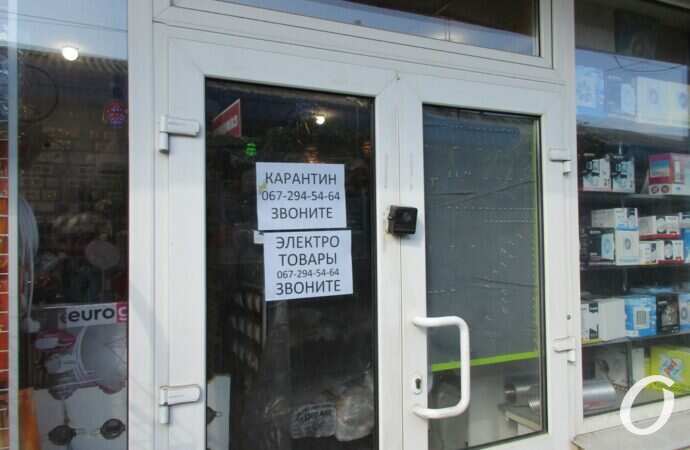 КАРАНТИН
067-294-54-64
ЗВОНИТЕ
ЭЛЕКТРО
ТОВАРЫ
067-294-54-64
ЗВОНИТЕ
euro